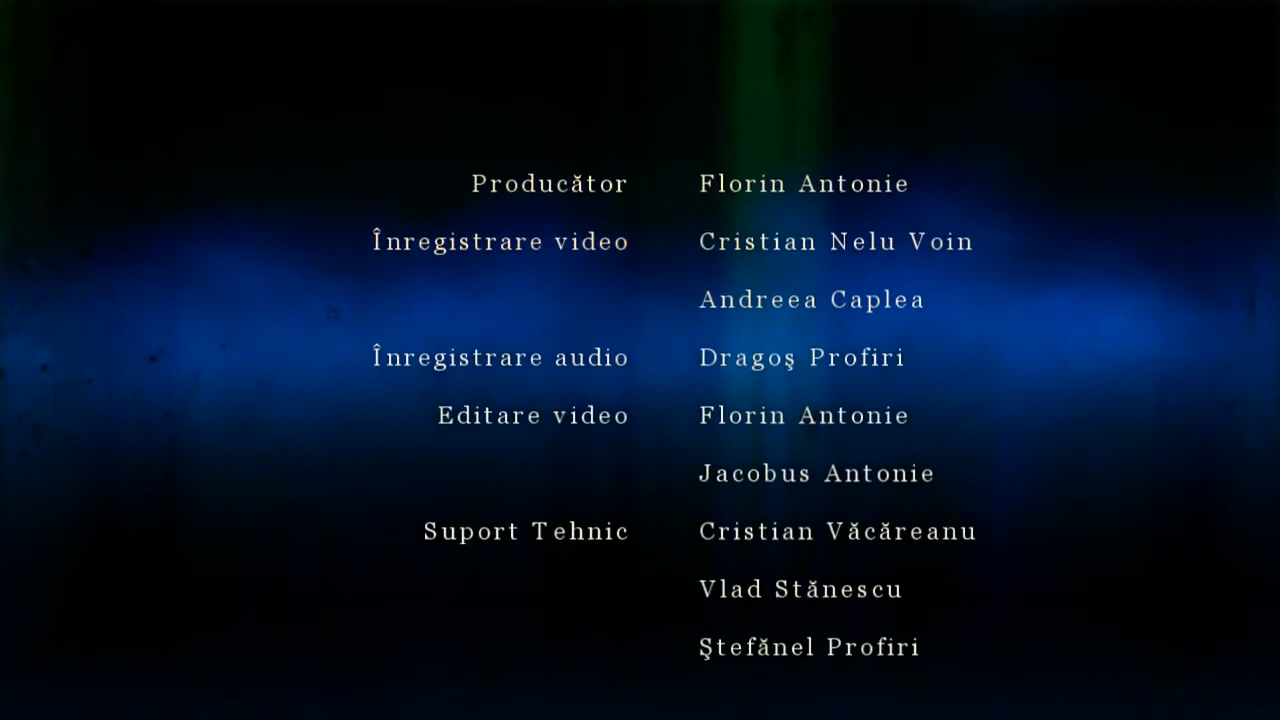 Producător Florin Antonie
Înregistrare video Cristian Nelu Voin
Andreea Caplea
Înregistrare audio Dragoş Profiri
Editare video Florin Antonie
Jacobus Antonie
Suport Tehnic Cristian Văcăreanu
Vlad Stănescu
Ştefănel Profiri